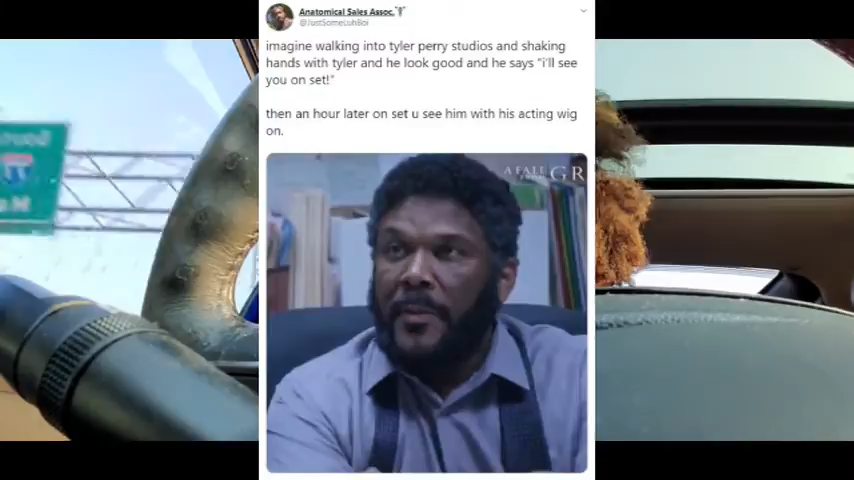 Anatomical Sales Assoc.
@JustSomeLuhBoi
imagine walking into tyler perry studios and shaking
hands with tyler and he look good and he says "i'll see
you on set!"
then an hour later on set u see him with his acting wig
on.
A FALL
FROM GR